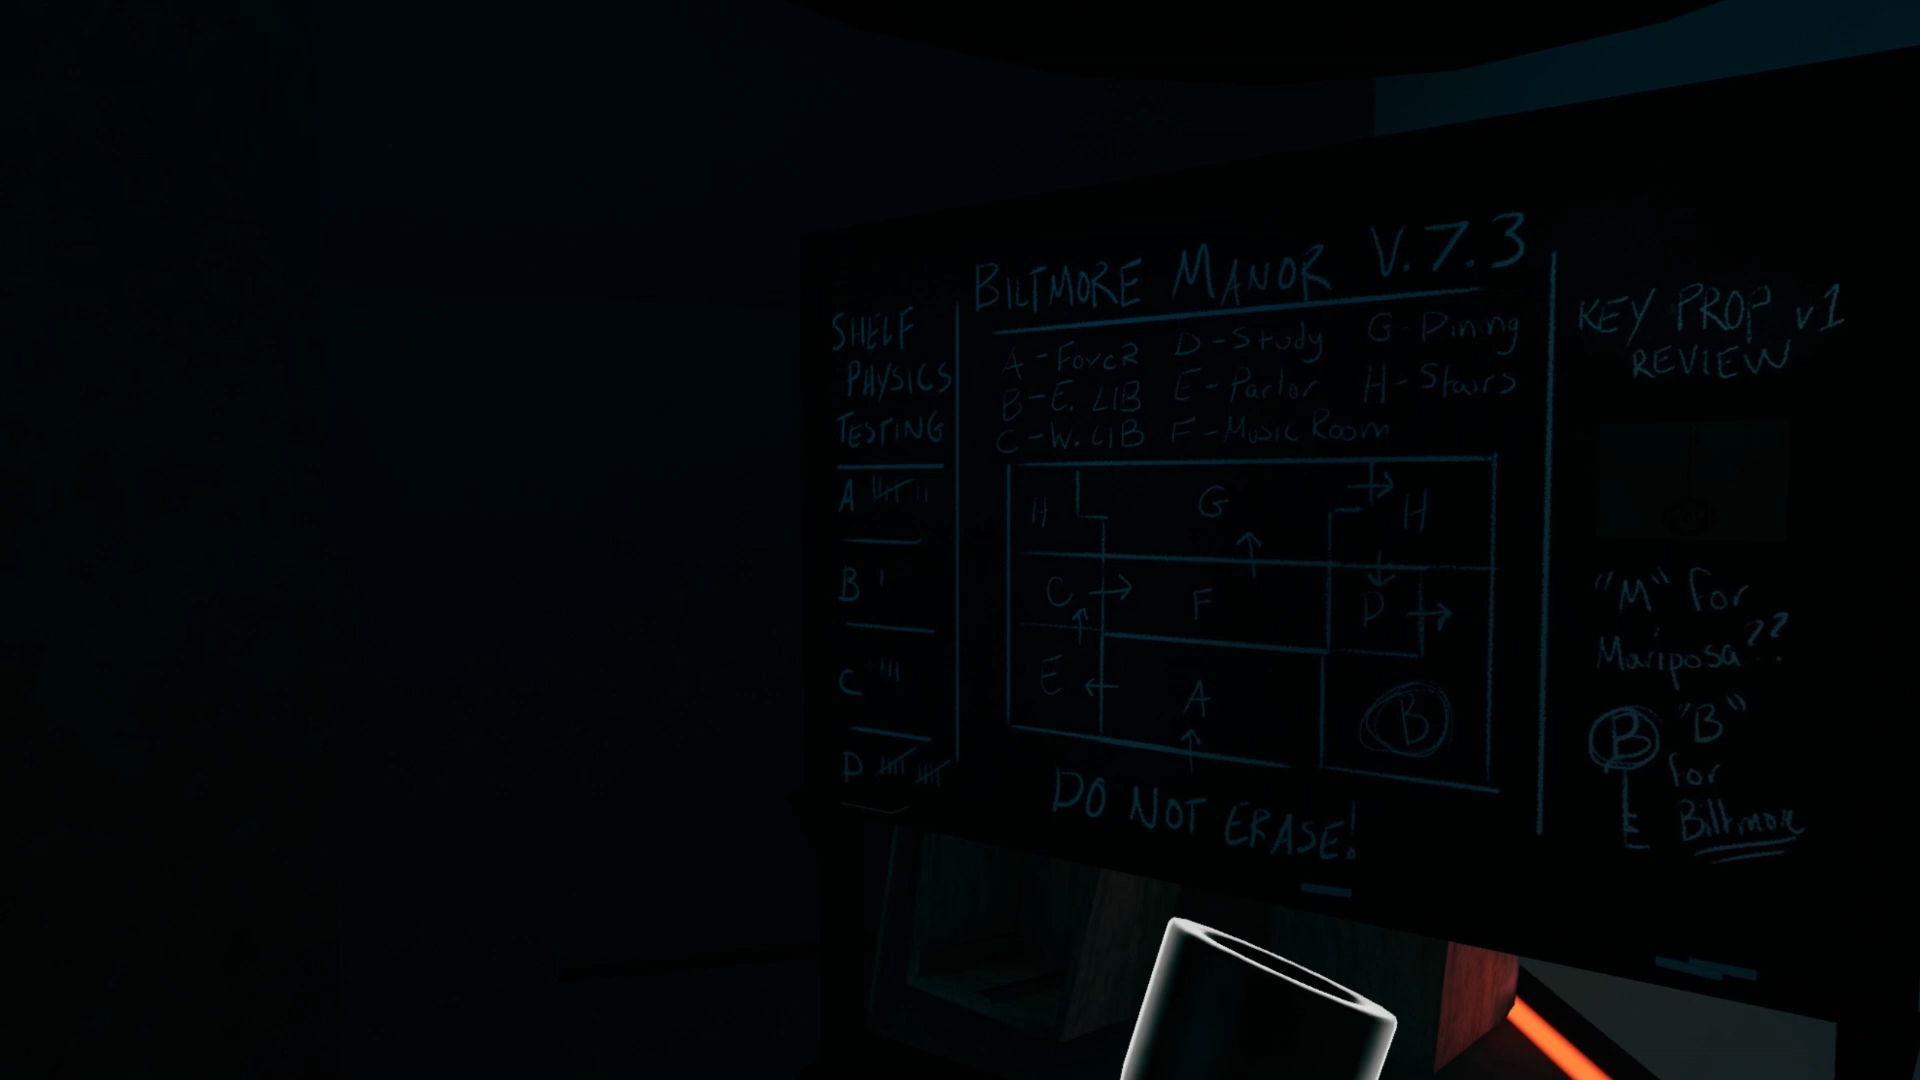 BILTMORE MANOR V.7.3
SHELF
PHYSICS
TESTING
A
B
C
D
D-Study G-Dining
B-E. LIB E-Parlor H-Stairs
C-W. LIB F-Music Room
H G H
C F D
E A B
DO NOT ERASE!
KEY PROP v1
REVIEW
"M" for
Mariposa??
B "B"
for
Biltmore